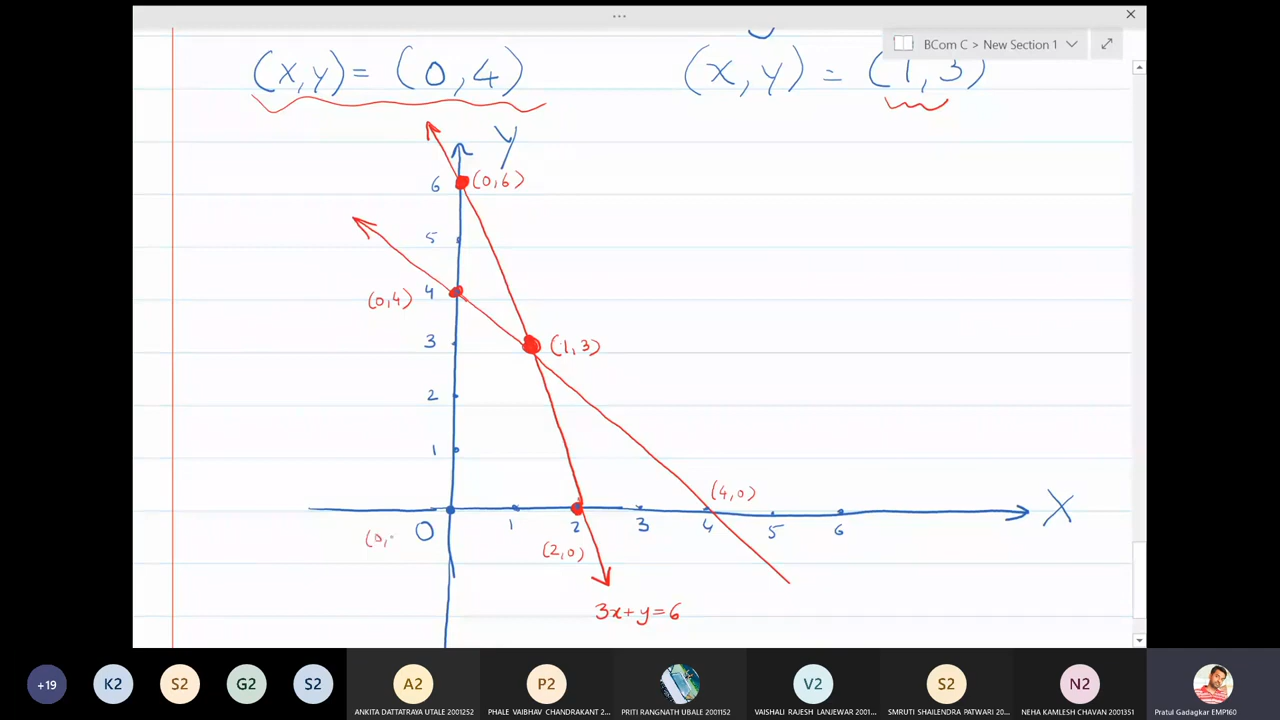 BCom C > New Section 1
(x,y) = (0,4)
(x,y) = (1,3)
Y
6
(0,6)
5
(0,4)
4
3
(1,3)
2
1
(4,0)
X
(0,
O
1
2
3
4
5
6
(2,0)
3x+y=6
+19
K2
S2
G2
S2
A2
P2
V2
S2
N2
ANKITA DATTATRAYA UTALE 2001252
PHALE VAIBHAV CHANDRAKANT 2...
PRITI RANGNATH UBALE 2001152
VAISHALI RAJESH LANJEWAR 2001...
SMRUTI SHAILENDRA PATWARI 20...
NEHA KAMLESH CHAVAN 2001351
Pratul Gadagkar EMP160